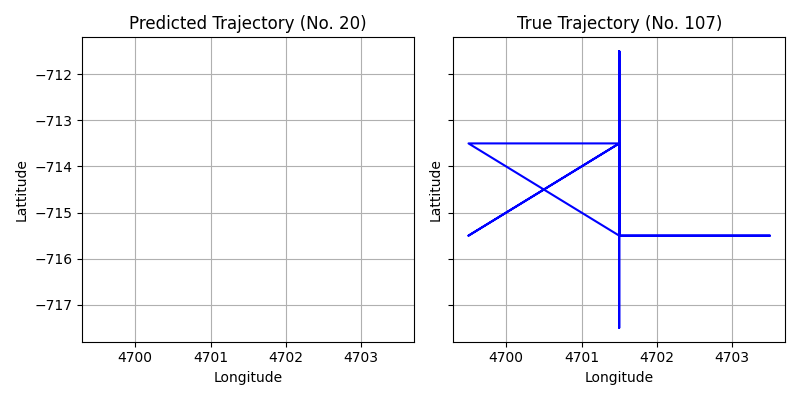 Predicted Trajectory (No. 20)
True Trajectory (No. 107)
−712
−713
−714
−715
−716
−717
Lattitude
Lattitude
4700 4701 4702 4703
4700 4701 4702 4703
Longitude
Longitude